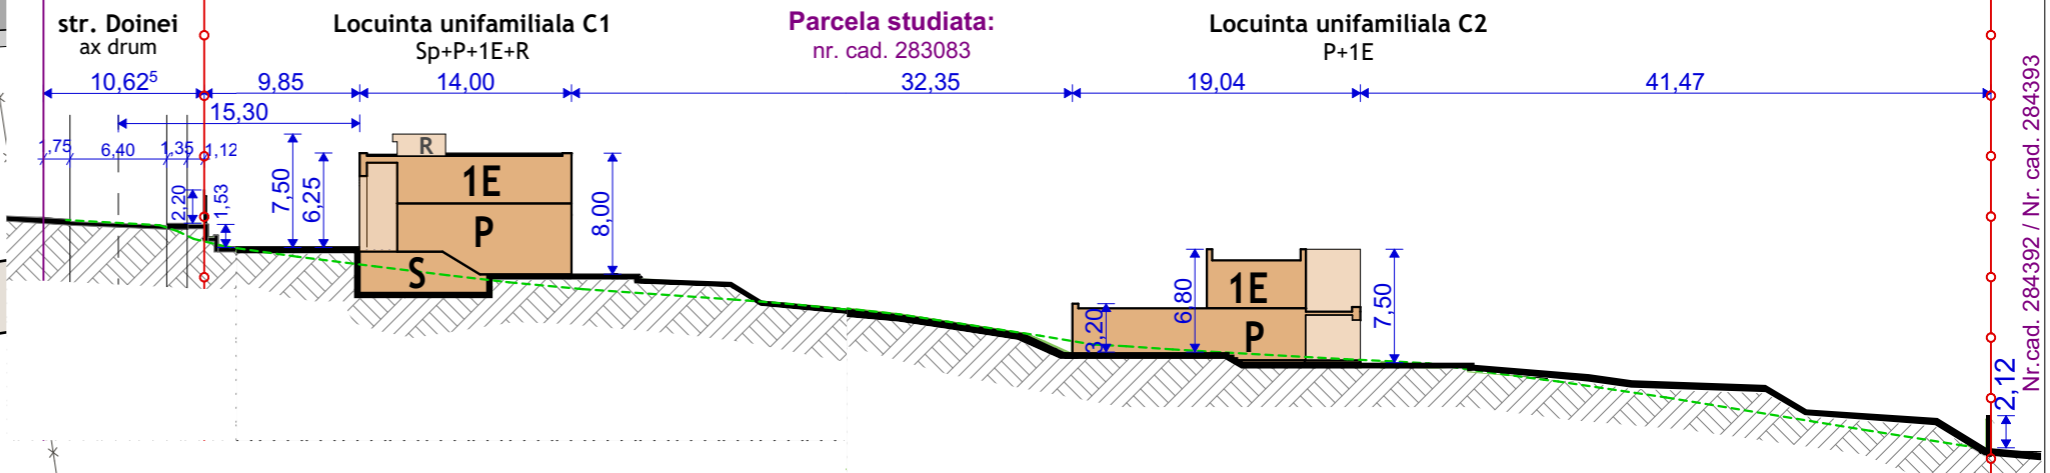 str. Doinei
ax drum
Locuinta unifamiliala C1
Sp+P+1E+R
Parcela studiata:
nr. cad. 283083
Locuinta unifamiliala C2
P+1E
10,62⁵
9,85
14,00
32,35
19,04
41,47
15,30
1,75
6,40
1,35
1,12
2,20
1,53
7,50
6,25
R
1E
P
S
8,00
3,20
6,80
1E
P
7,50
2,12
Nr.cad. 284392 / Nr. cad. 284393